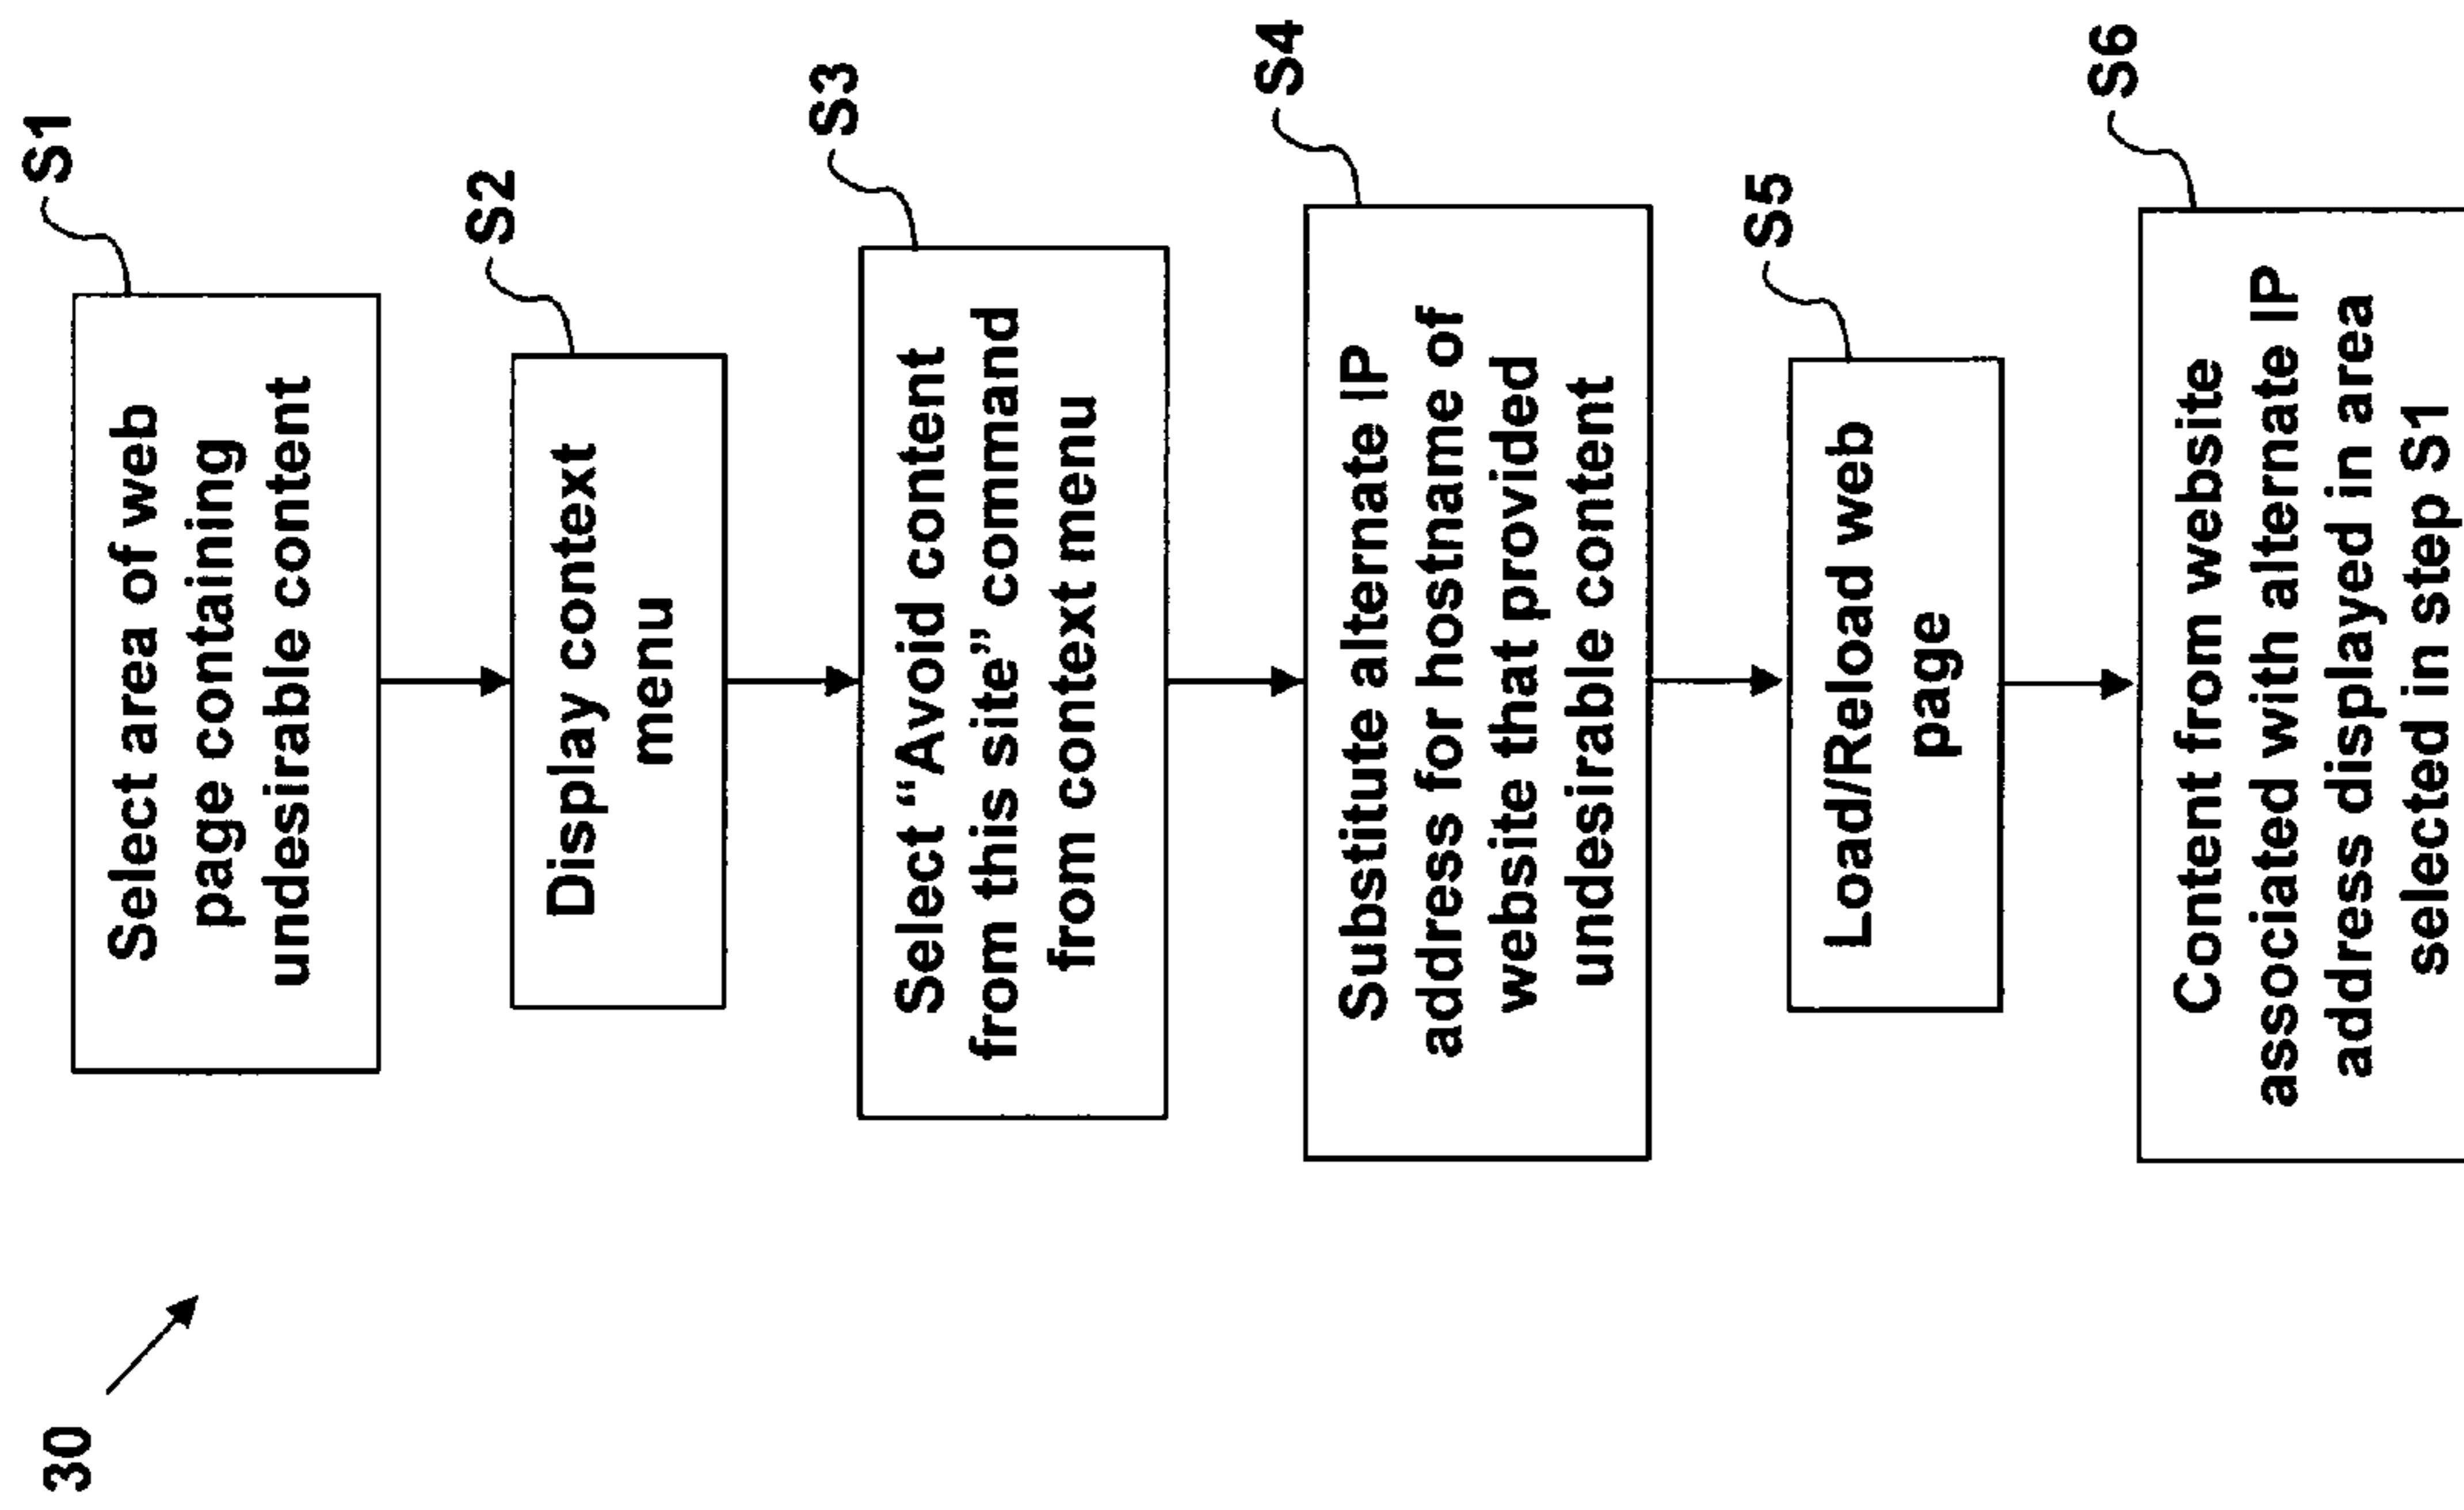 30
S1
Select area of web
page containing
undesirable content
S2
Display context
menu
S3
Select “Avoid content
from this site” command
from context menu
S4
Substitute alternate IP
address for hostname of
website that provided
undesirable content
S5
Load/Reload web
page
S6
Content from website
associated with alternate IP
address displayed in area
selected in step S1